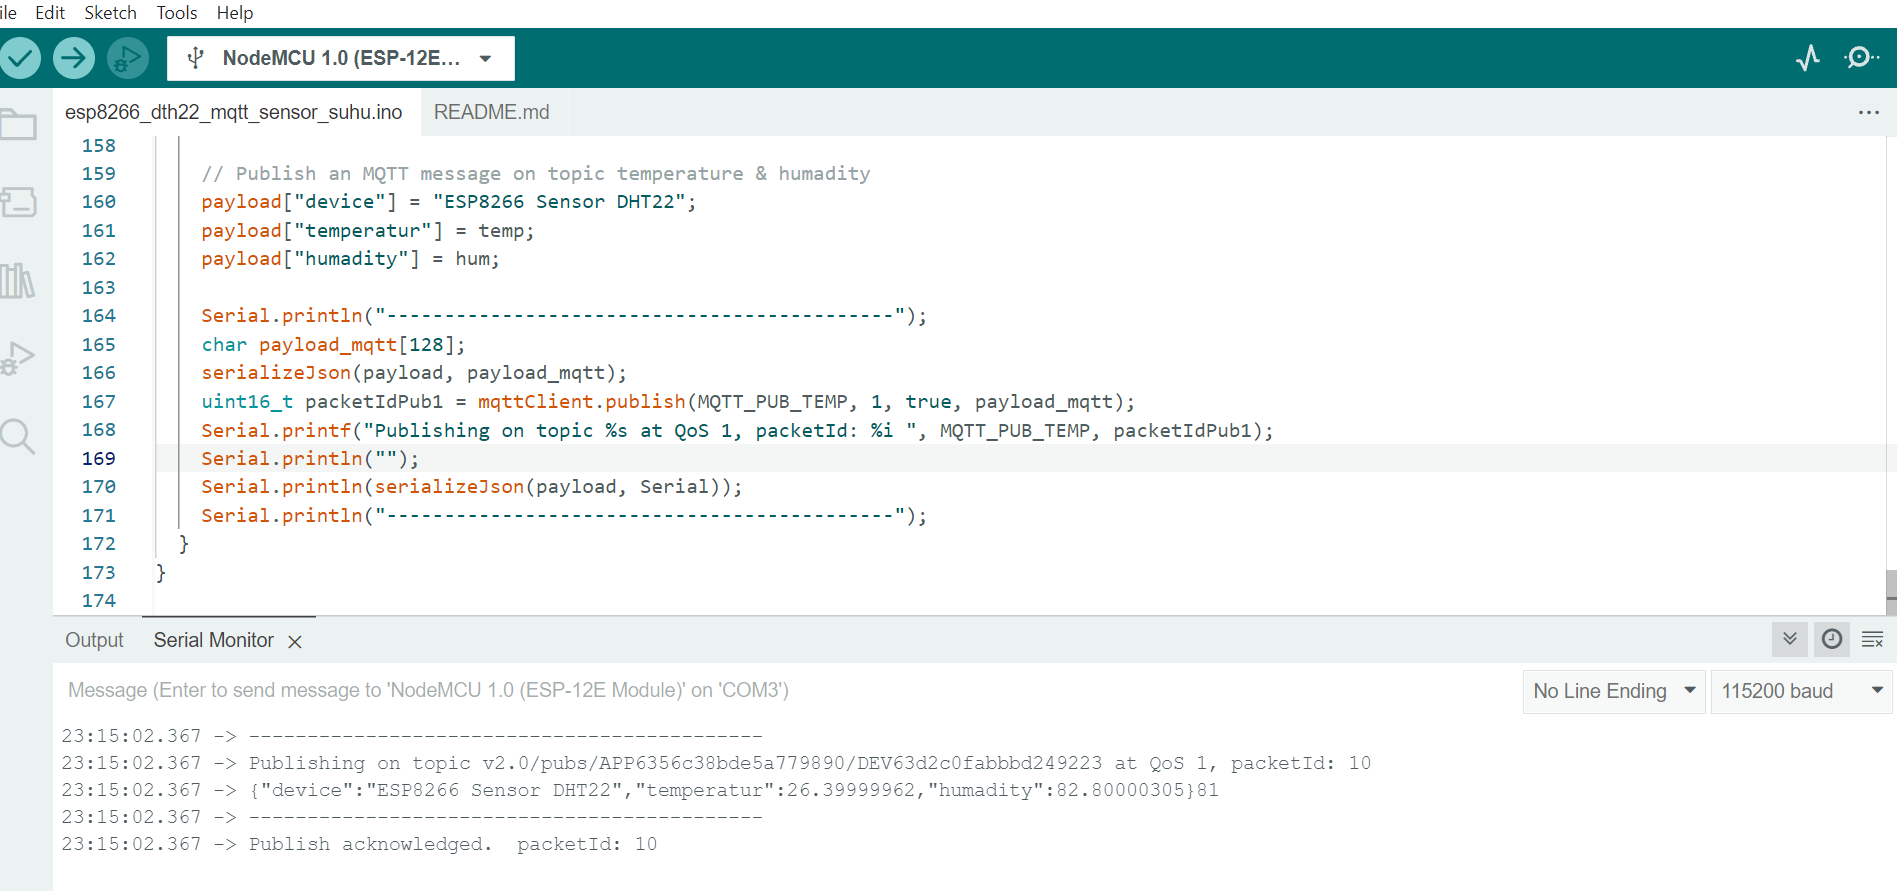 ile Edit Sketch Tools Help
NodeMCU 1.0 (ESP-12E...
esp8266_dth22_mqtt_sensor_suhu.ino README.md ...
158
159 // Publish an MQTT message on topic temperature & humadity
160 payload["device"] = "ESP8266 Sensor DHT22";
161 payload["temperatur"] = temp;
162 payload["humadity"] = hum;
163
164 Serial.println("--------------------------------------------");
165 char payload_mqtt[128];
166 serializeJson(payload, payload_mqtt);
167 uint16_t packetIdPub1 = mqttClient.publish(MQTT_PUB_TEMP, 1, true, payload_mqtt);
168 Serial.printf("Publishing on topic %s at QoS 1, packetId: %i ", MQTT_PUB_TEMP, packetIdPub1);
169 Serial.println("");
170 Serial.println(serializeJson(payload, Serial));
171 Serial.println("--------------------------------------------");
172 }
173 }
174
Output Serial Monitor
Message (Enter to send message to 'NodeMCU 1.0 (ESP-12E Module)' on 'COM3') No Line Ending 115200 baud
23:15:02.367 -> --------------------------------------------
23:15:02.367 -> Publishing on topic v2.0/pubs/APP6356c38bde5a779890/DEV63d2c0fabbbd249223 at QoS 1, packetId: 10
23:15:02.367 -> {"device":"ESP8266 Sensor DHT22","temperatur":26.39999962,"humadity":82.80000305}81
23:15:02.367 -> --------------------------------------------
23:15:02.367 -> Publish acknowledged.  packetId: 10